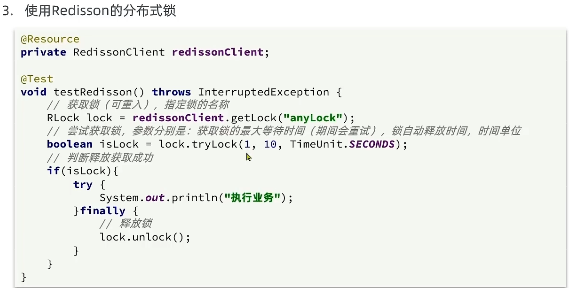 3. 使用Redisson的分布式锁
@Resource
private RedissonClient redissonClient;
@Test
void testRedisson() throws InterruptedException {
// 获取锁（可重入），指定锁的名称
RLock lock = redissonClient.getLock("anyLock");
// 尝试获取锁，参数分别是：获取锁的最大等待时间（期间会重试），锁自动释放时间，时间单位
boolean isLock = lock.tryLock(1, 10, TimeUnit.SECONDS);
// 判断释放获取成功
if(isLock){
try {
System.out.println("执行业务");
}finally {
// 释放锁
lock.unlock();
}
}
}